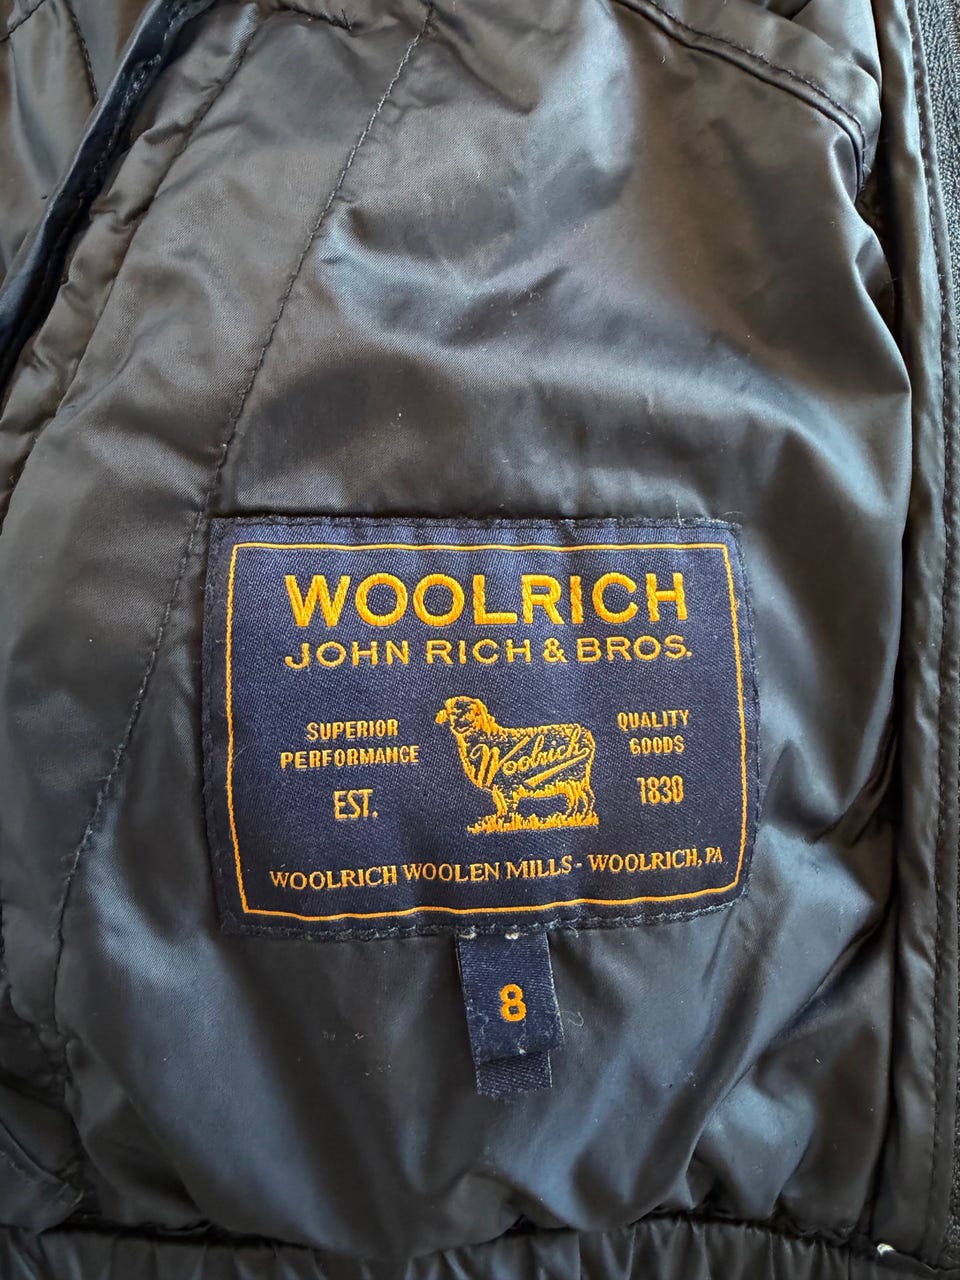 WOOLRICH
JOHN RICH & BROS.
SUPERIOR
PERFORMANCE
EST.
Woolrich
QUALITY
GOODS
1830
WOOLRICH WOOLEN MILLS - WOOLRICH, PA
8